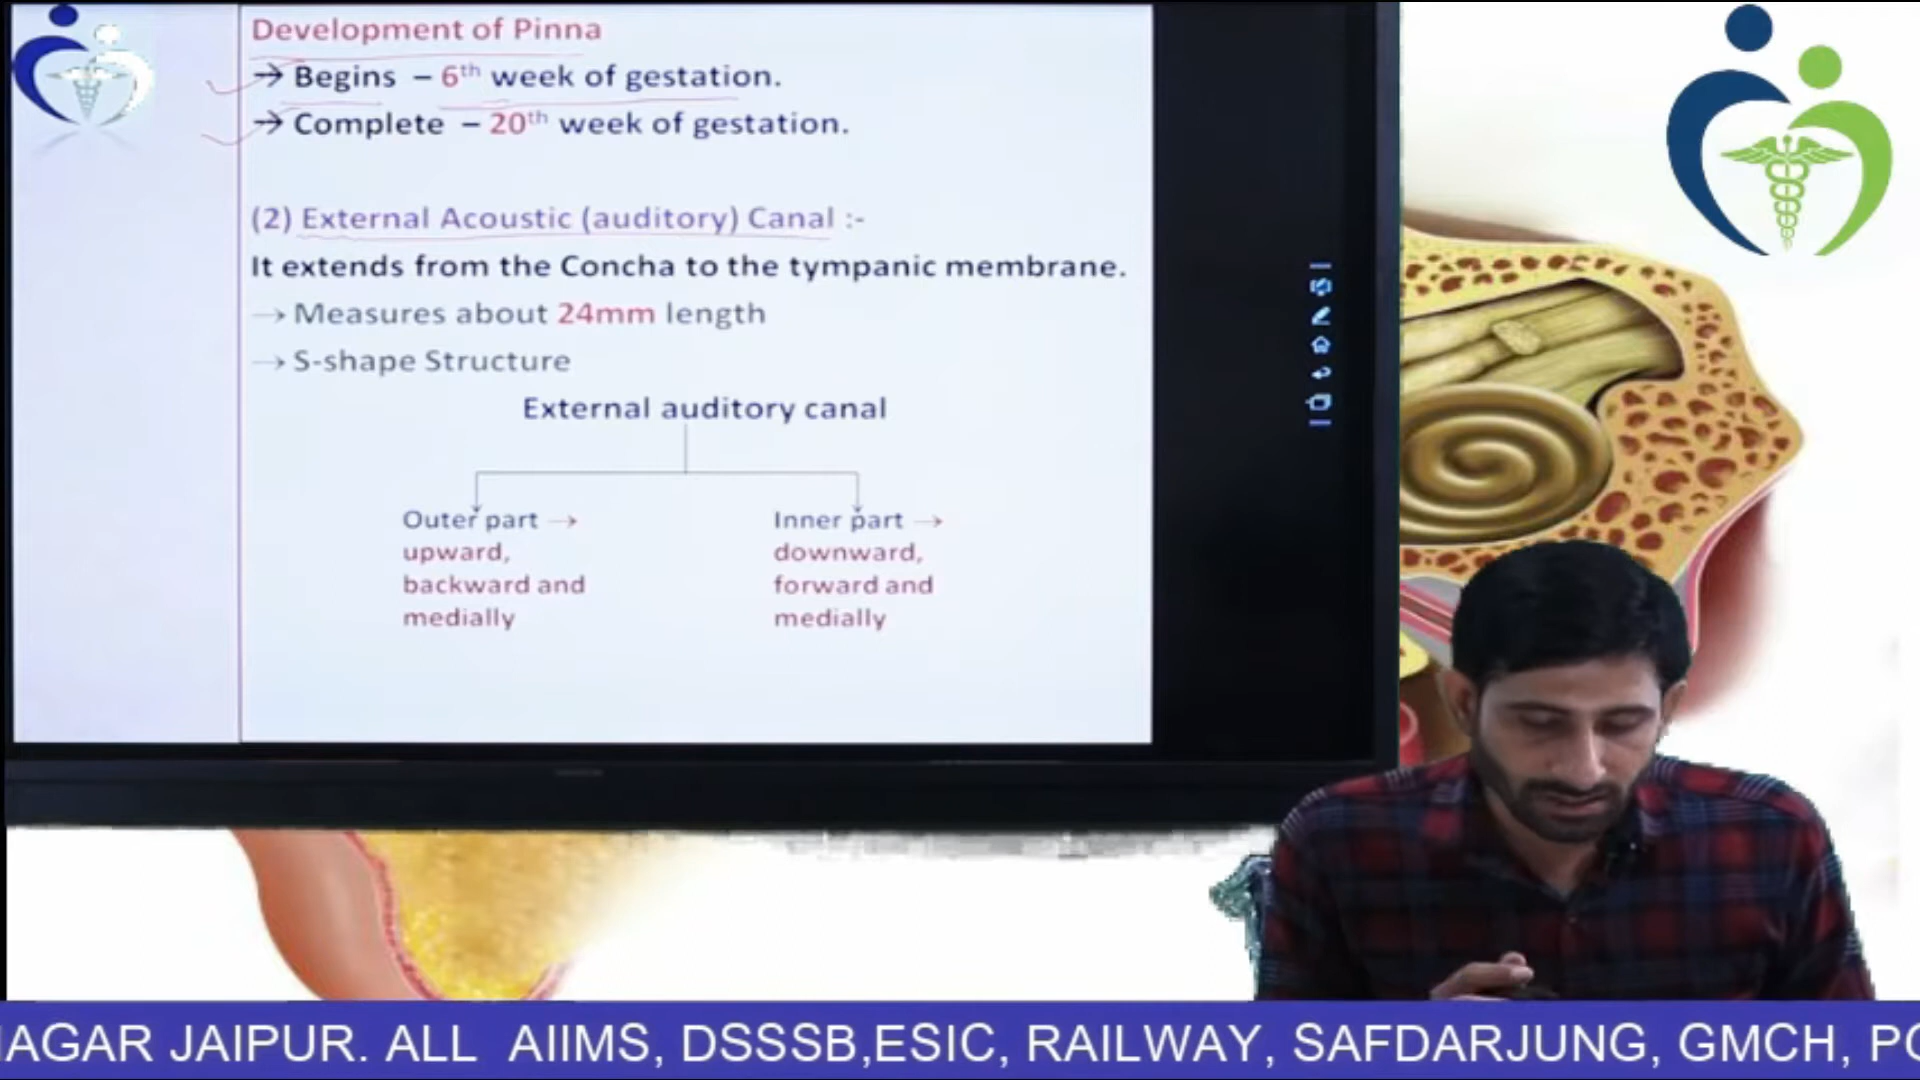 Development of Pinna
→ Begins – 6th week of gestation.
→ Complete – 20th week of gestation.
(2) External Acoustic (auditory) Canal :-
It extends from the Concha to the tympanic membrane.
→ Measures about 24mm length
→ S-shape Structure
External auditory canal
Outer part →
upward,
backward and
medially
Inner part →
downward,
forward and
medially
JAIPUR. ALL AIIMS, DSSSB,ESIC, RAILWAY, SAFDARJUNG, GMCH,